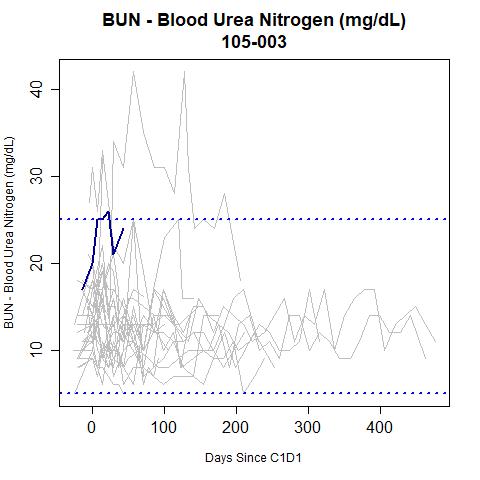 BUN - Blood Urea Nitrogen (mg/dL)
105-003
BUN - Blood Urea Nitrogen (mg/dL)
40
30
20
10
0 100 200 300 400
Days Since C1D1